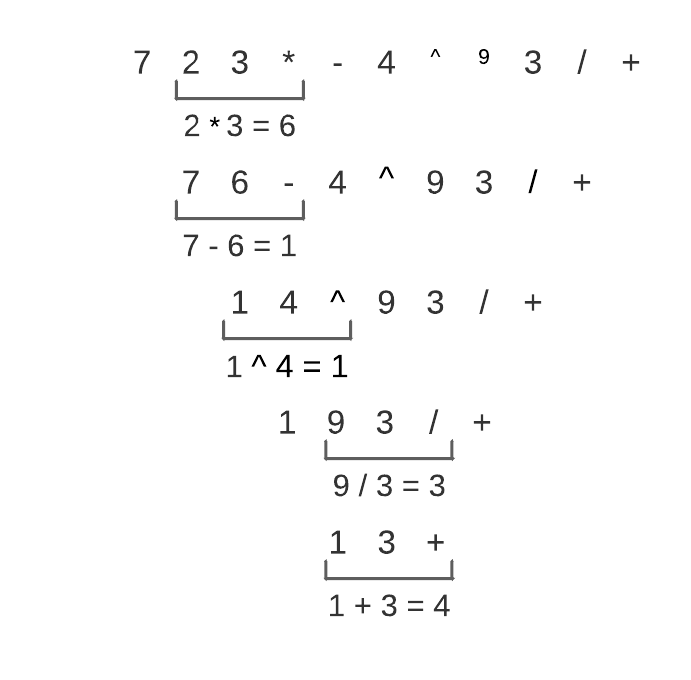 7 2 3 * - 4 ^ 9 3 / +
2 * 3 = 6
7 6 - 4 ^ 9 3 / +
7 - 6 = 1
1 4 ^ 9 3 / +
1 ^ 4 = 1
1 9 3 / +
9 / 3 = 3
1 3 +
1 + 3 = 4